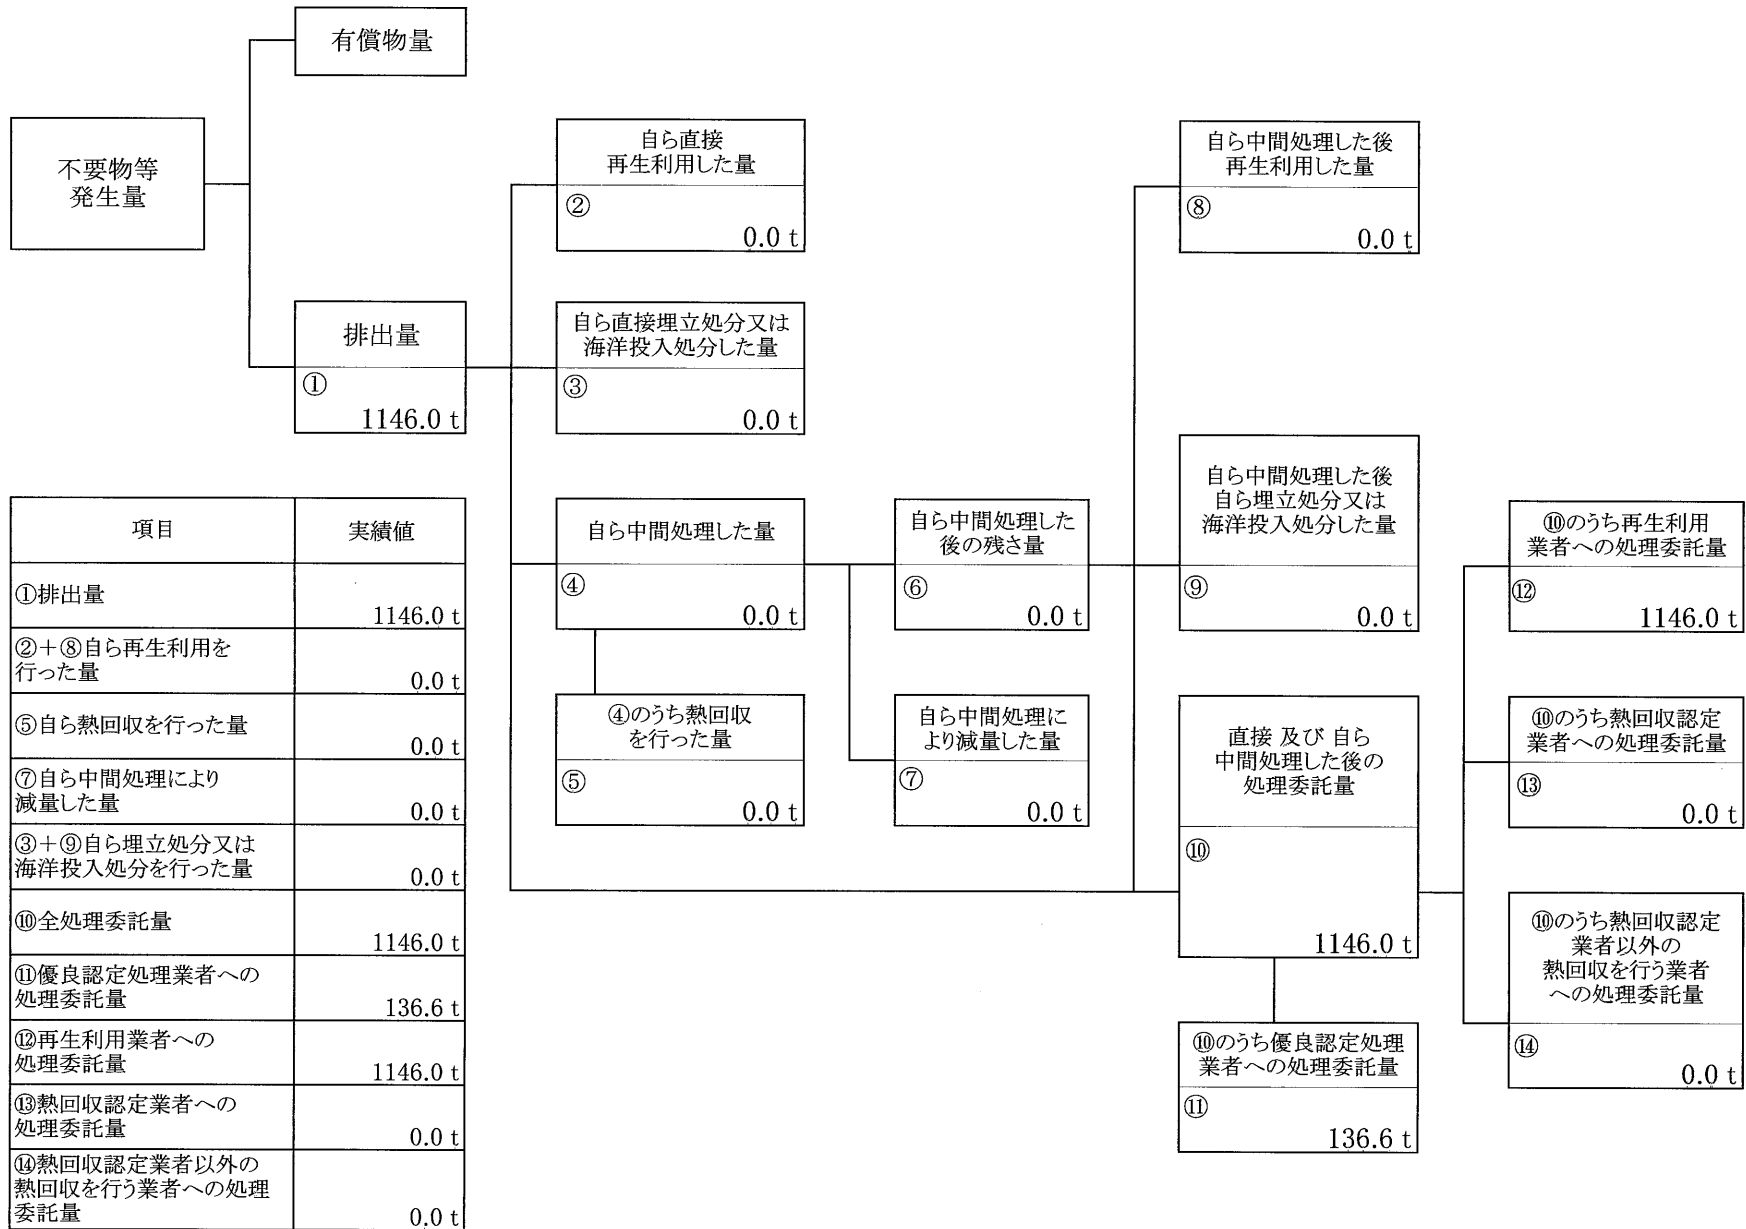 有償物量
不要物等
発生量
排出量
①
1146.0 t
自ら直接
再生利用した量
②
0.0 t
自ら直接埋立処分又は
海洋投入処分した量
③
0.0 t
自ら中間処理した量
④
0.0 t
④のうち熱回収
を行った量
⑤
0.0 t
自ら中間処理した
後の残さ量
⑥
0.0 t
自ら中間処理に
より減量した量
⑦
0.0 t
自ら中間処理した後
再生利用した量
⑧
0.0 t
自ら中間処理した後
自ら埋立処分又は
海洋投入処分した量
⑨
0.0 t
直接 及び 自ら
中間処理した後の
処理委託量
⑩
1146.0 t
⑩のうち優良認定処理
業者への処理委託量
⑪
136.6 t
⑩のうち再生利用
業者への処理委託量
⑫
1146.0 t
⑩のうち熱回収認定
業者への処理委託量
⑬
0.0 t
⑩のうち熱回収認定
業者以外の
熱回収を行う業者
への処理委託量
⑭
0.0 t
項目 実績値
①排出量
1146.0 t
②＋⑧自ら再生利用を
行った量
0.0 t
⑤自ら熱回収を行った量
0.0 t
⑦自ら中間処理により
減量した量
0.0 t
③＋⑨自ら埋立処分又は
海洋投入処分を行った量
0.0 t
⑩全処理委託量
1146.0 t
⑪優良認定処理業者への
処理委託量
136.6 t
⑫再生利用業者への
処理委託量
1146.0 t
⑬熱回収認定業者への
処理委託量
0.0 t
⑭熱回収認定業者以外の
熱回収を行う業者への処理
委託量
0.0 t